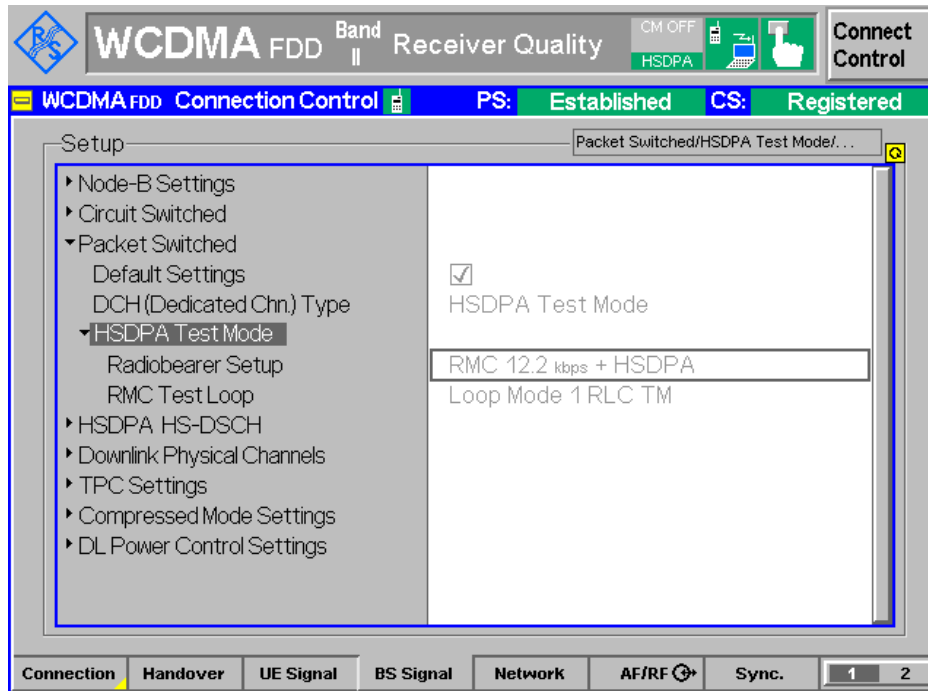 R&S WCDMA FDD Band II Receiver Quality CM OFF HSDPA Connect Control
WCDMA FDD Connection Control PS: Established CS: Registered
Setup Packet Switched/HSDPA Test Mode/...
Node-B Settings
Circuit Switched
Packet Switched
Default Settings
DCH (Dedicated Chn.) Type HSDPA Test Mode
HSDPA Test Mode
Radiobearer Setup RMC 12.2 kbps + HSDPA
RMC Test Loop Loop Mode 1 RLC TM
HSDPA HS-DSCH
Downlink Physical Channels
TPC Settings
Compressed Mode Settings
DL Power Control Settings
Connection Handover UE Signal BS Signal Network AF/RF Sync. 1 2